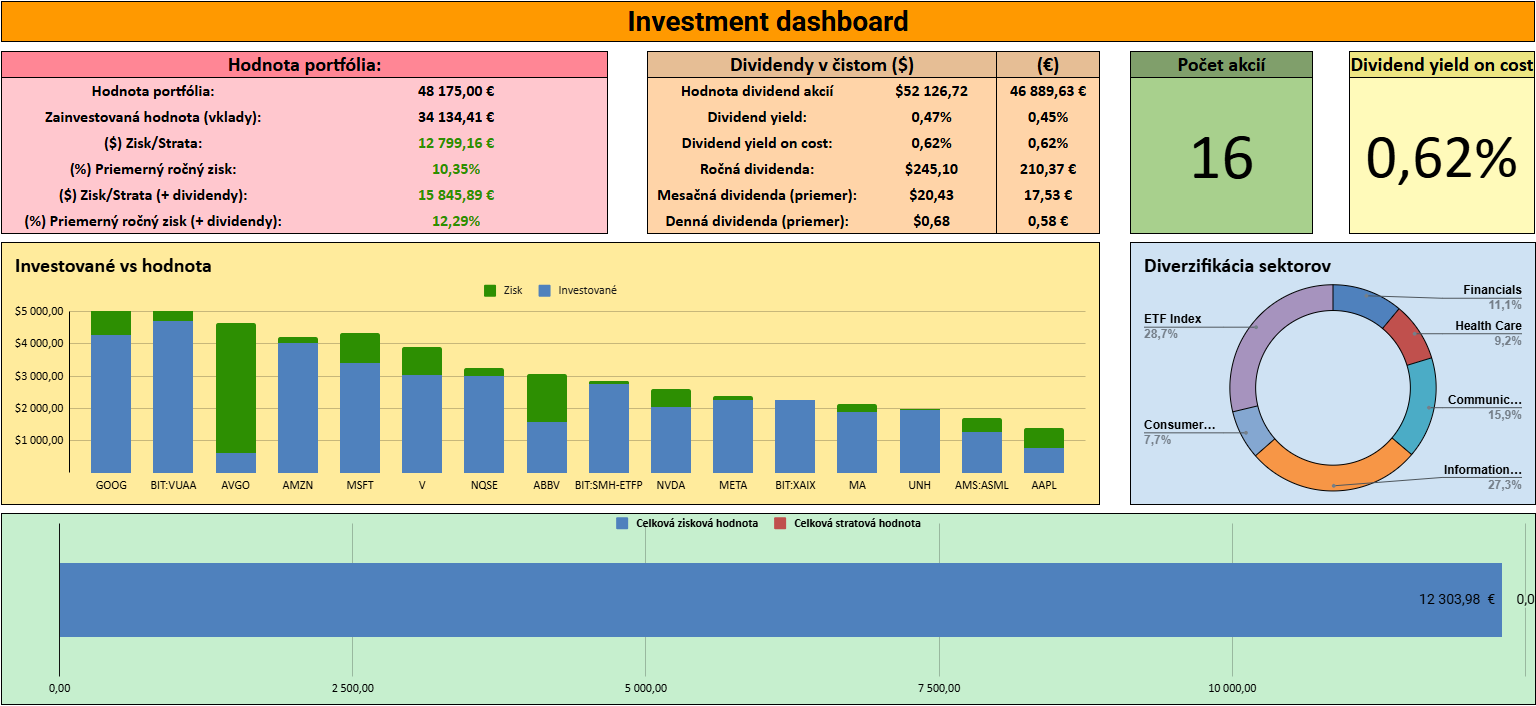 Investment dashboard
Hodnota portfólia:
Hodnota portfólia: 48 175,00 €
Zainvestovaná hodnota (vklady): 34 134,41 €
($) Zisk/Strata: 12 799,16 €
(%) Priemerný ročný zisk: 10,35%
($) Zisk/Strata (+ dividendy): 15 845,89 €
(%) Priemerný ročný zisk (+ dividendy): 12,29%
Dividendy v čistom ($) (€)
Hodnota dividend akcií $52 126,72 46 889,63 €
Dividend yield: 0,47% 0,45%
Dividend yield on cost: 0,62% 0,62%
Ročná dividenda: $245,10 210,37 €
Mesačná dividenda (priemer): $20,43 17,53 €
Denná dividenda (priemer): $0,68 0,58 €
Počet akcií
16
Dividend yield on cost
0,62%
Investované vs hodnota
Zisk Investované
$5 000,00
$4 000,00
$3 000,00
$2 000,00
$1 000,00
GOOG BIT:VUAA AVGO AMZN MSFT V NQSE ABBV BIT:SMH-ETFP NVDA META BIT:XAIX MA UNH AMS:ASML AAPL
Diverzifikácia sektorov
Financials
11,1%
ETF Index
28,7%
Health Care
9,2%
Communic...
15,9%
Consumer...
7,7%
Information...
27,3%
Celková zisková hodnota Celková stratová hodnota
12 303,98 € 0,0
0,00 2 500,00 5 000,00 7 500,00 10 000,00